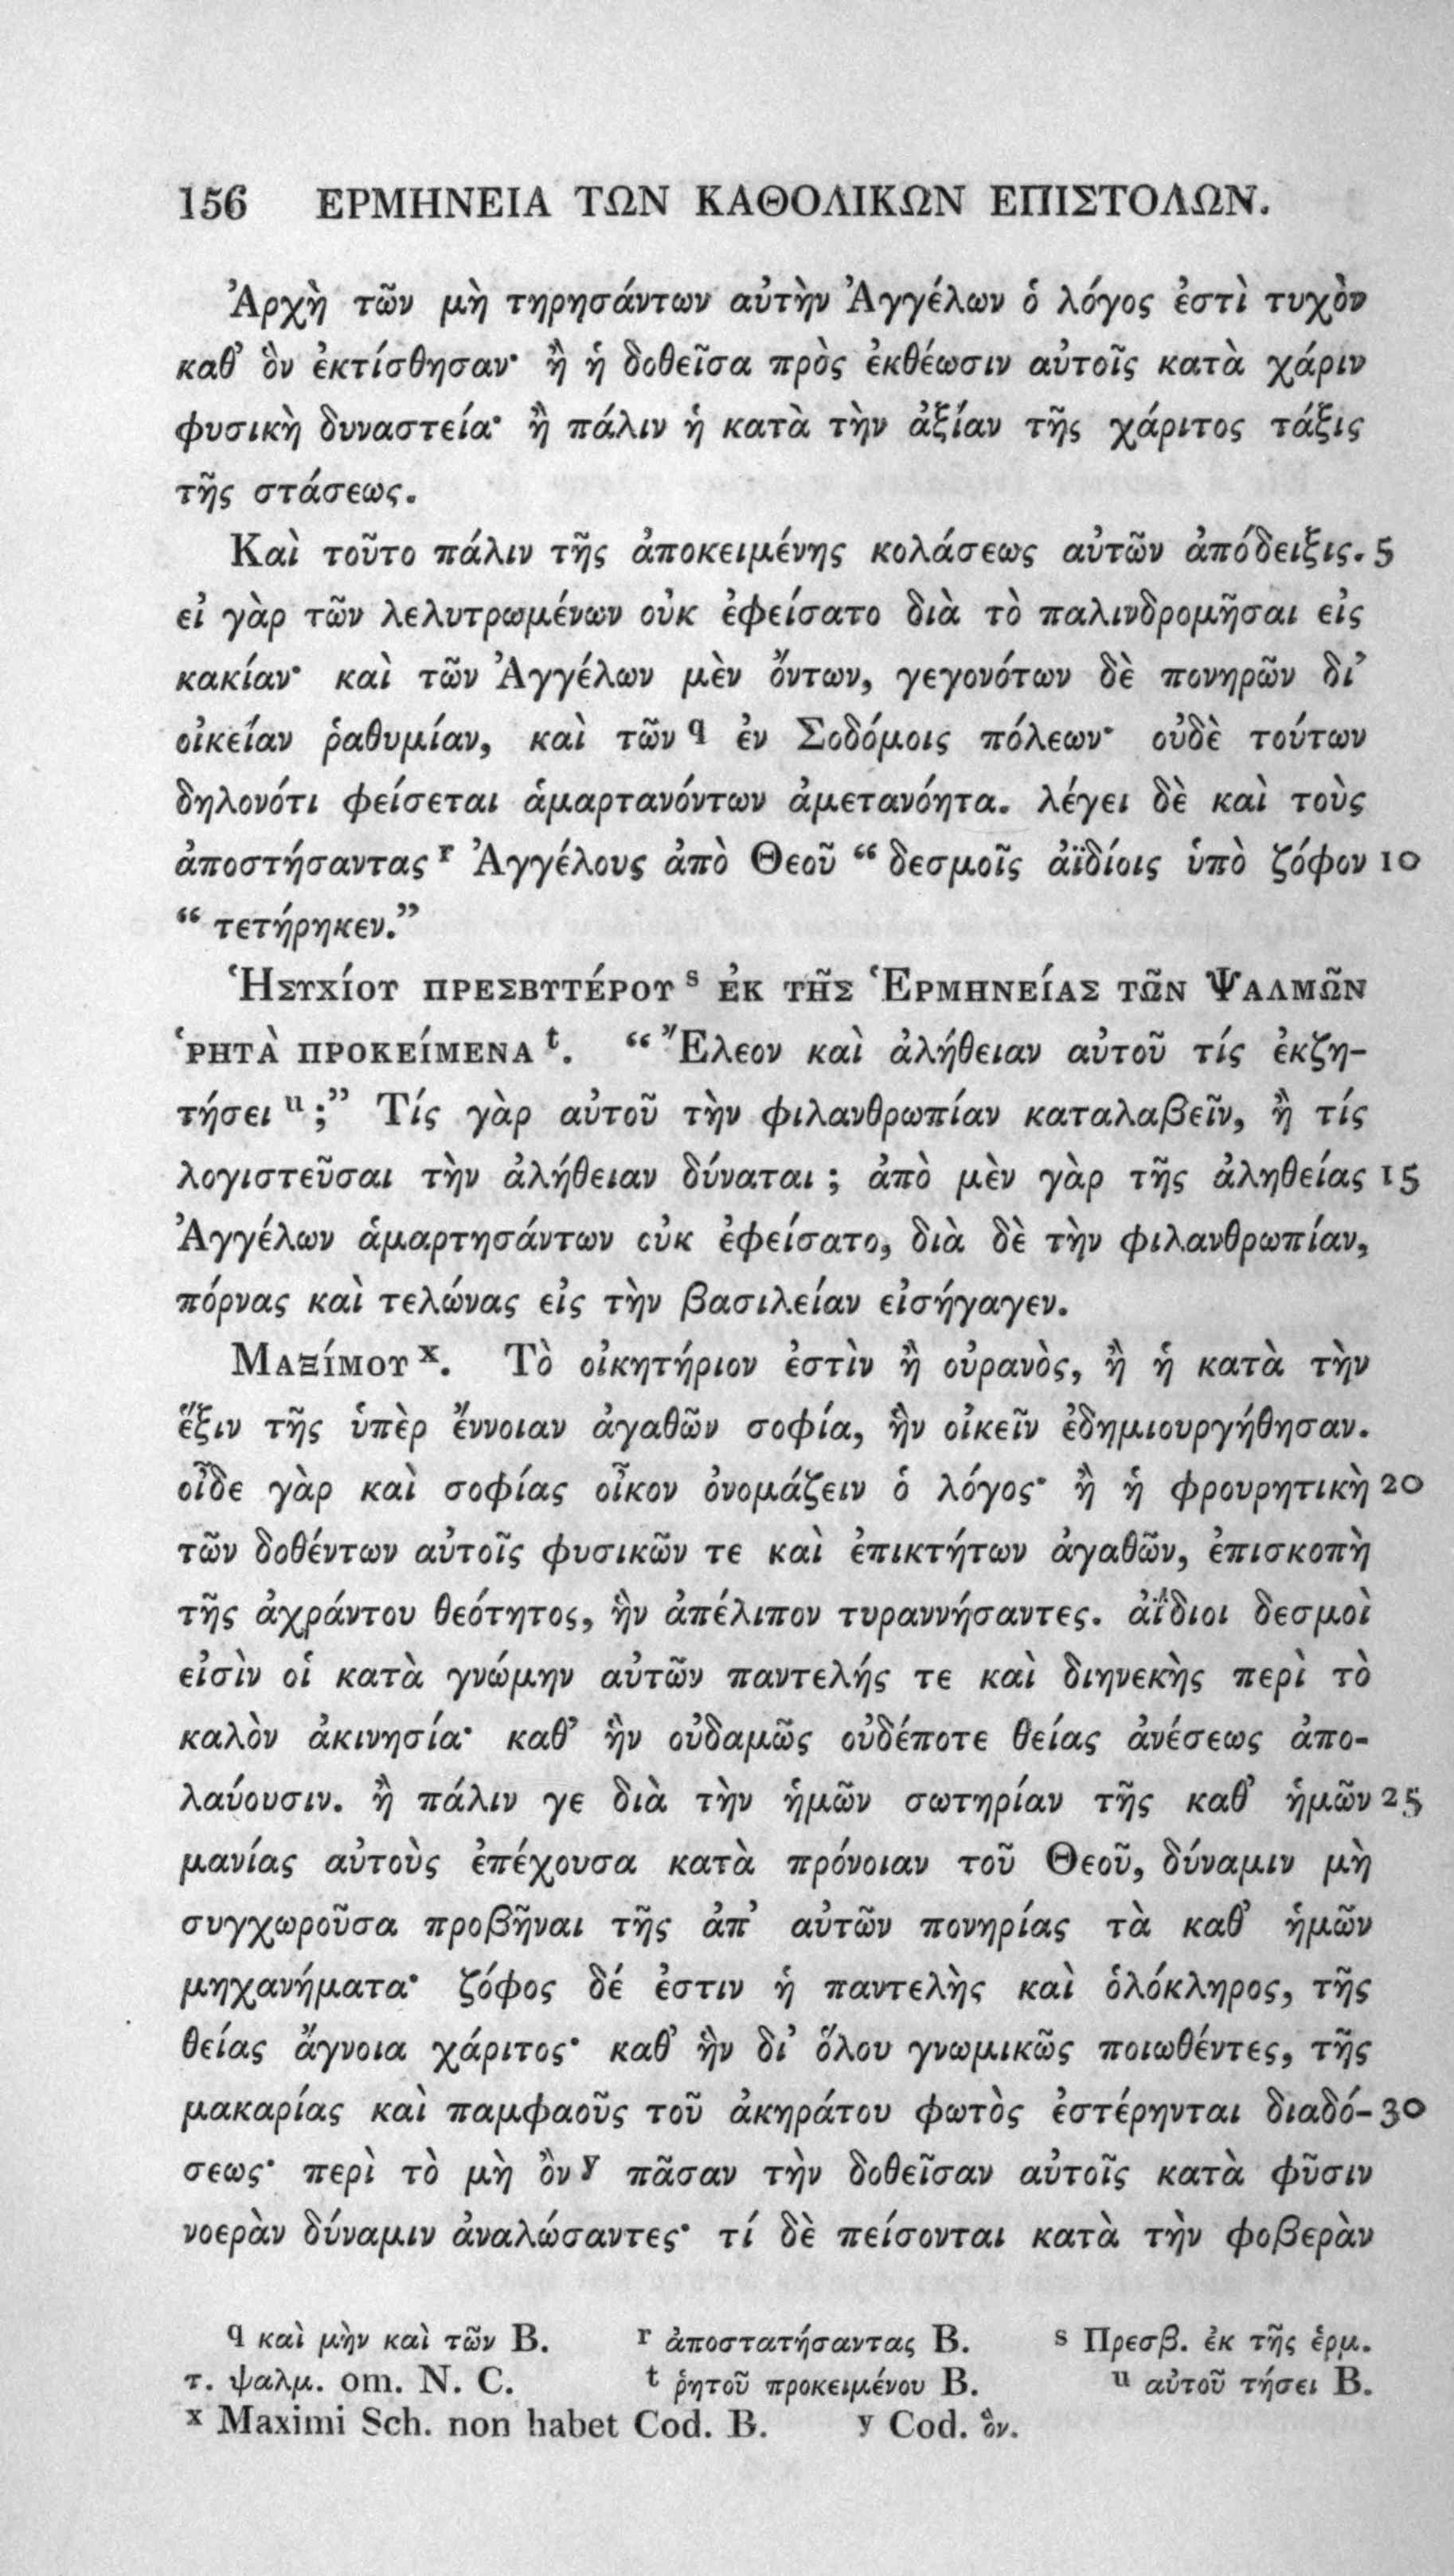 156 ΕΡΜΗΝΕΙΑ ΤΩΝ ΚΑΘΟΛΙΚΩΝ ΕΠΙΣΤΟΛΩΝ.
Ἀρχὴ τῶν μὴ τηρησάντων αὐτὴν Ἀγγέλων ὁ λόγος ἐστὶ τυχὸν
καθ᾽ ὃν ἐκτίσθησαν· ἢ ἡ δοθεῖσα πρὸς ἐκθέωσιν αὐτοῖς κατὰ χάριν
φυσικὴ δυναστεία· ἢ πάλιν ἡ κατὰ τὴν ἀξίαν τῆς χάριτος τάξις
τῆς στάσεως.
Καὶ τοῦτο πάλιν τῆς ἀποκειμένης κολάσεως αὐτῶν ἀπόδειξις. 5
εἰ γὰρ τῶν λελυτρωμένων οὐκ ἐφείσατο διὰ τὸ παλινδρομῆσαι εἰς
κακίαν· καὶ τῶν Ἀγγέλων μὲν ὄντων, γεγονότων δὲ πονηρῶν δι᾽
οἰκείαν ῥαθυμίαν, καὶ τῶν q ἐν Σοδόμοις πόλεων· οὐδὲ τούτων
δηλονότι φείσεται ἁμαρτανόντων ἀμετανόητα. λέγει δὲ καὶ τοὺς
ἀποστήσαντας r Ἀγγέλους ἀπὸ Θεοῦ “ δεσμοῖς ἀϊδίοις ὑπὸ ζόφον 10
“ τετήρηκεν.”
Ἡσυχίου πρεσβυτέρου s ἐκ τῆς Ἑρμηνείας τῶν Ψαλμῶν
ῥητὰ προκείμενα t. “ Ἔλεον καὶ ἀλήθειαν αὐτοῦ τίς ἐκζη-
τήσει u ;” Τίς γὰρ αὐτοῦ τὴν φιλανθρωπίαν καταλαβεῖν, ἢ τίς
λογιστεῦσαι τὴν ἀλήθειαν δύναται ; ἀπὸ μὲν γὰρ τῆς ἀληθείας 15
Ἀγγέλων ἁμαρτησάντων οὐκ ἐφείσατο, διὰ δὲ τὴν φιλανθρωπίαν,
πόρνας καὶ τελώνας εἰς τὴν βασιλείαν εἰσήγαγεν.
Μαξίμου x. Τὸ οἰκητήριον ἐστὶν ἢ οὐρανὸς, ἢ ἡ κατὰ τὴν
ἕξιν τῆς ὑπὲρ ἔννοιαν ἀγαθῶν σοφία, ἣν οἰκεῖν ἐδημιουργήθησαν.
οἶδε γὰρ καὶ σοφίας οἶκον ὀνομάζειν ὁ λόγος· ἢ ἡ φρουρητικὴ 20
τῶν δοθέντων αὐτοῖς φυσικῶν τε καὶ ἐπικτήτων ἀγαθῶν, ἐπισκοπὴ
τῆς ἀχράντου θεότητος, ἣν ἀπέλιπον τυραννήσαντες. ἀΐδιοι δεσμοὶ
εἰσὶν οἱ κατὰ γνώμην αὐτῶν παντελής τε καὶ διηνεκὴς περὶ τὸ
καλὸν ἀκινησία· καθ᾽ ἣν οὐδαμῶς οὐδέποτε θείας ἀνέσεως ἀπο-
λαύουσιν. ἢ πάλιν γε διὰ τὴν ἡμῶν σωτηρίαν τῆς καθ᾽ ἡμῶν 25
μανίας αὐτοὺς ἐπέχουσα κατὰ πρόνοιαν τοῦ Θεοῦ, δύναμιν μὴ
συγχωροῦσα προβῆναι τῆς ἀπ᾽ αὐτῶν πονηρίας τὰ καθ᾽ ἡμῶν
μηχανήματα· ζόφος δέ ἐστιν ἡ παντελὴς καὶ ὁλόκληρος, τῆς
θείας ἄγνοια χάριτος· καθ᾽ ἣν δι᾽ ὅλου γνωμικῶς ποιωθέντες, τῆς
μακαρίας καὶ παμφαοῦς τοῦ ἀκηράτου φωτὸς ἐστέρηνται διαδό- 30
σεως· περὶ τὸ μὴ ὂν y πᾶσαν τὴν δοθεῖσαν αὐτοῖς κατὰ φῦσιν
νοερὰν δύναμιν ἀναλώσαντες· τί δὲ πείσονται κατὰ τὴν φοβερὰν
q καὶ μὴν καὶ τῶν B. r ἀποστατήσαντας B. s Πρεσβ. ἐκ τῆς ἑρμ.
τ. ψαλμ. om. N. C. t ῥητοῦ προκειμένου B. u αὐτοῦ τήσει B.
x Maximi Sch. non habet Cod. B. y Cod. ὃν.